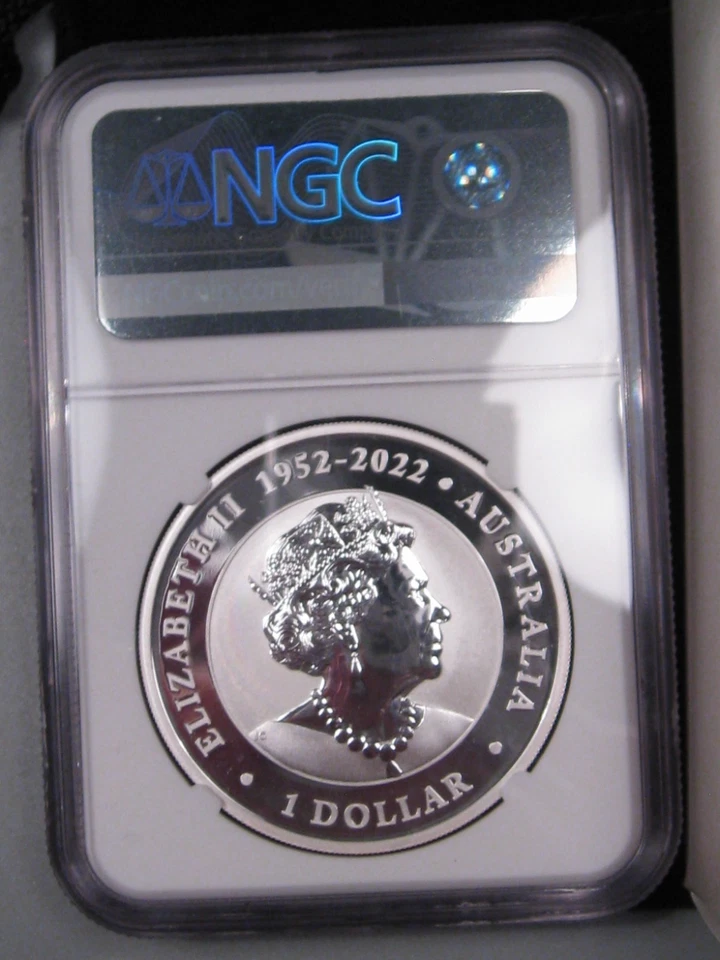 NGC
ELIZABETH II 1952-2022 • AUSTRALIA • 1 DOLLAR •